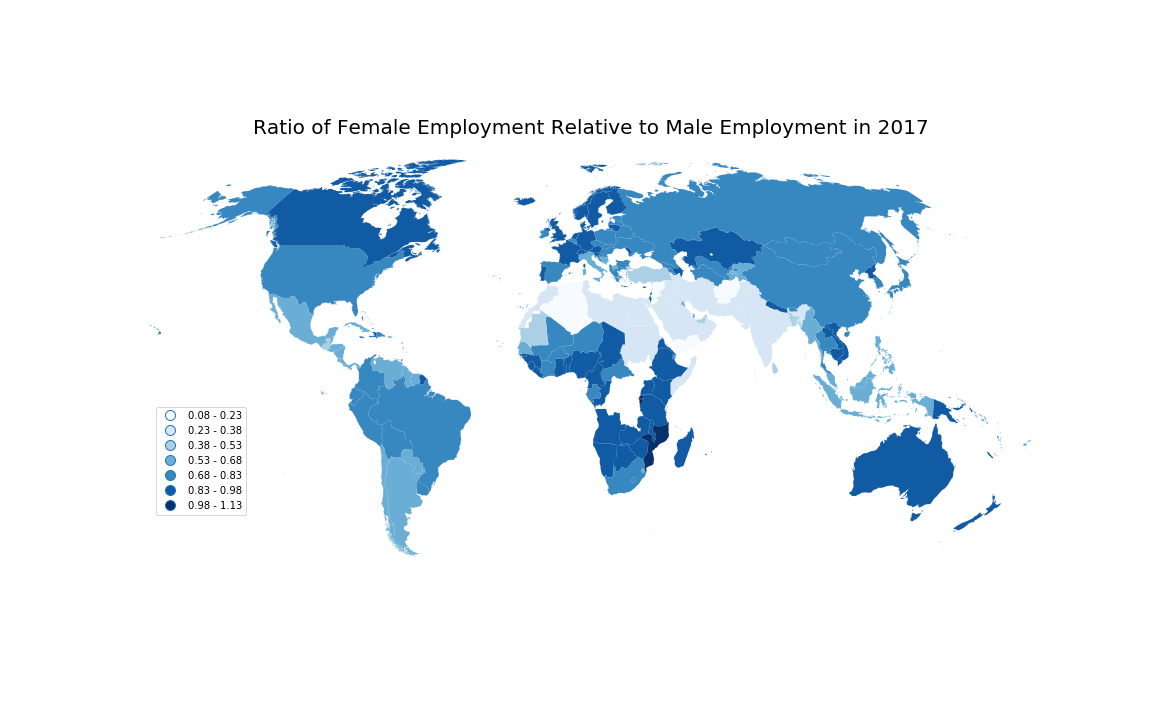 Ratio of Female Employment Relative to Male Employment in 2017
0.08 - 0.23
0.23 - 0.38
0.38 - 0.53
0.53 - 0.68
0.68 - 0.83
0.83 - 0.98
0.98 - 1.13